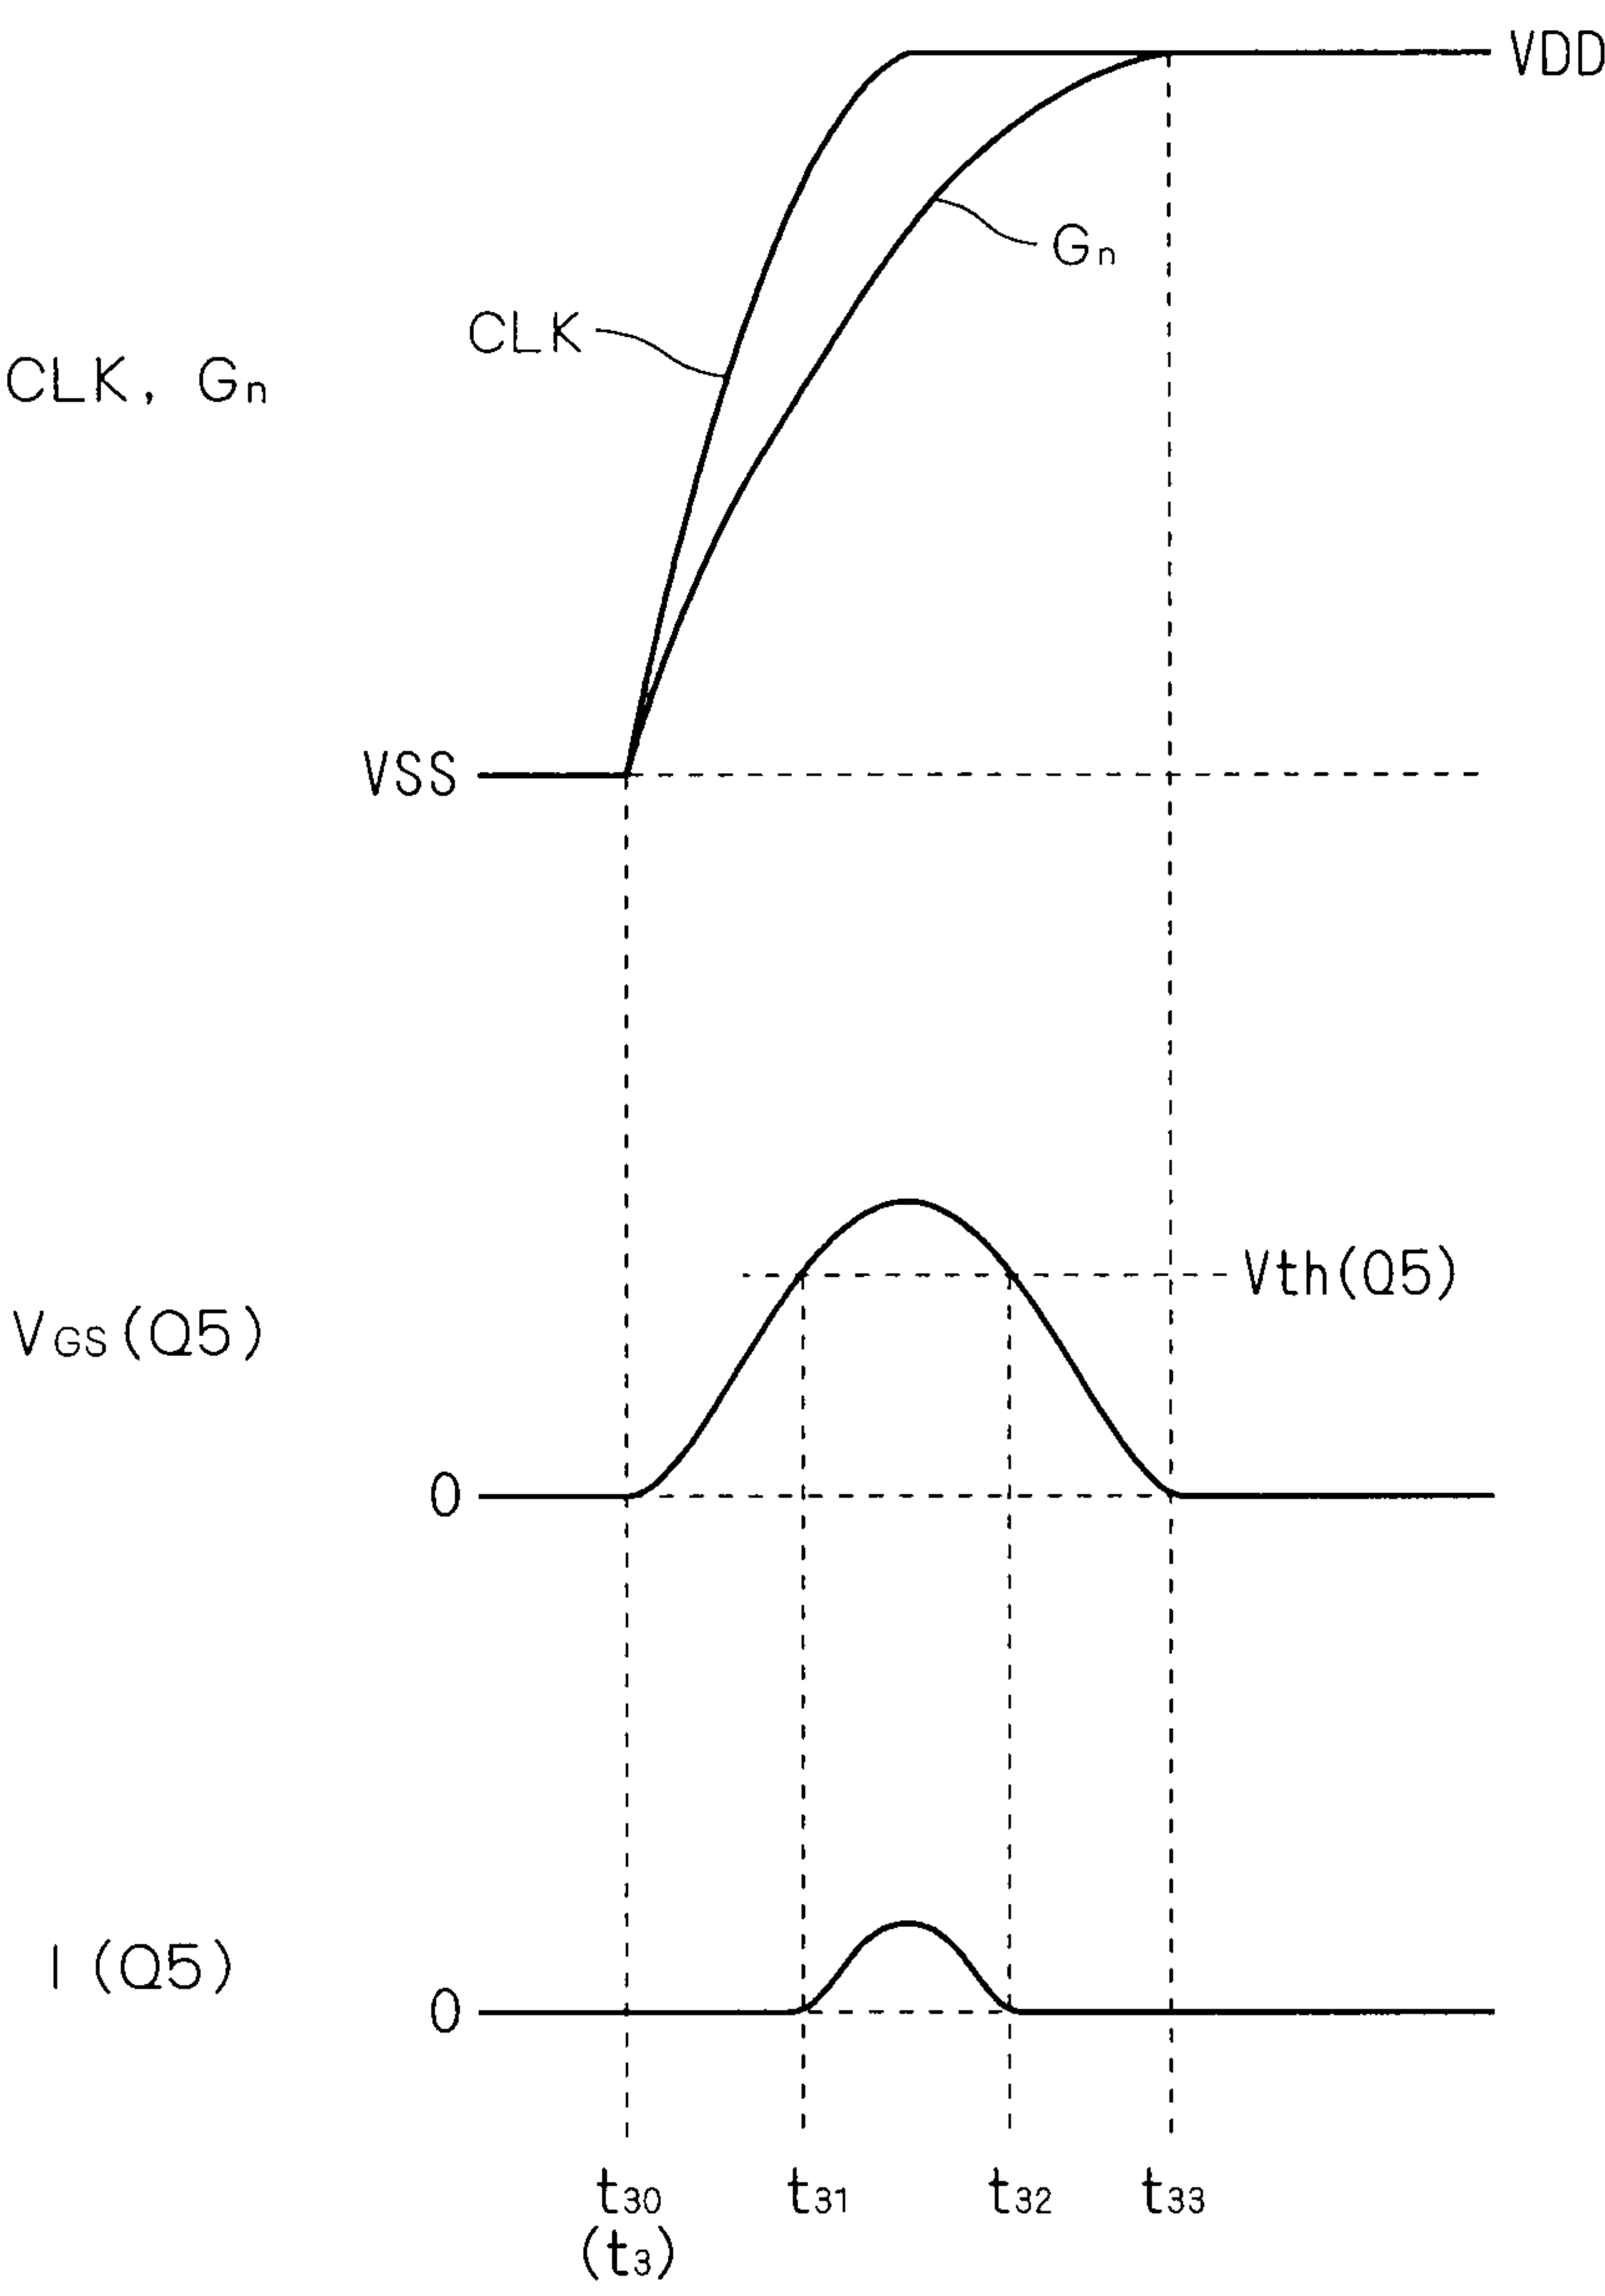 VDD
Gn
CLK
CLK, Gn
VSS
Vth(Q5)
VGS(Q5)
0
I(Q5)
0
t30 t31 t32 t33
(t3)